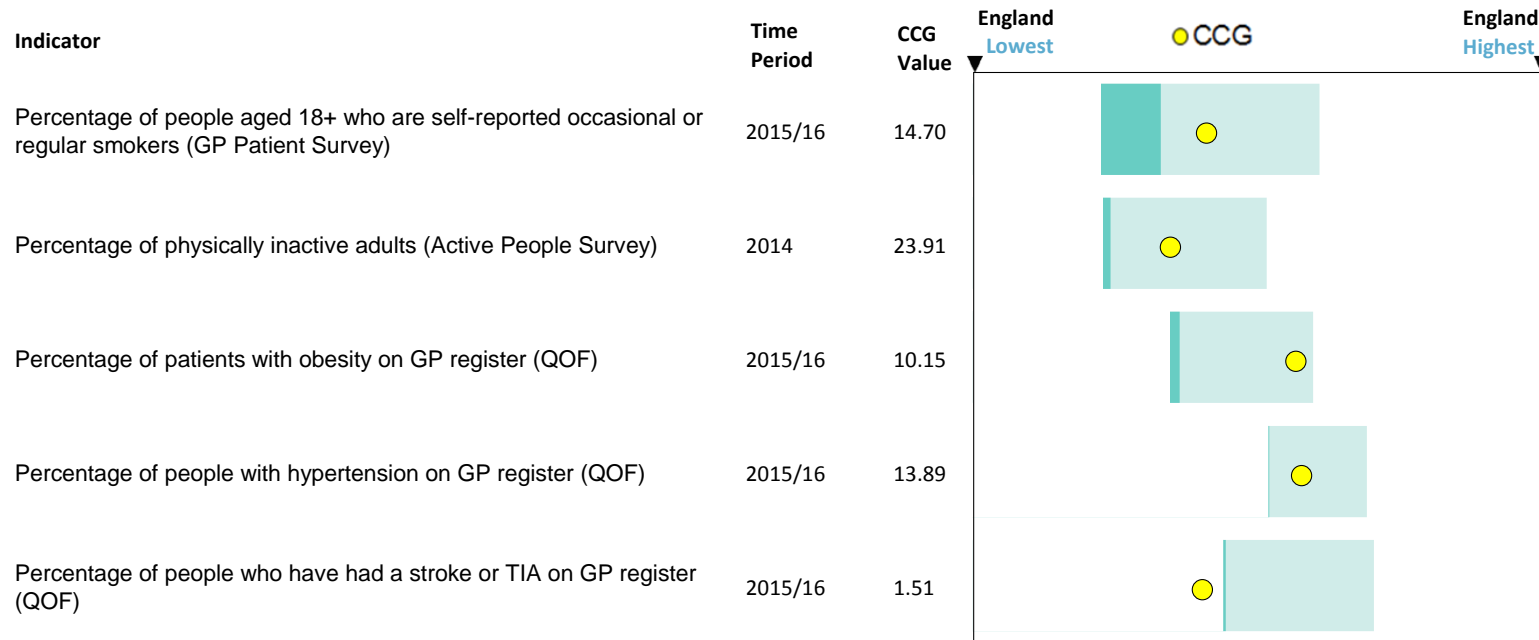 Indicator
Time Period
CCG Value
England Lowest
CCG
England Highest
Percentage of people aged 18+ who are self-reported occasional or
regular smokers (GP Patient Survey)
2015/16
14.70
Percentage of physically inactive adults (Active People Survey)
2014
23.91
Percentage of patients with obesity on GP register (QOF)
2015/16
10.15
Percentage of people with hypertension on GP register (QOF)
2015/16
13.89
Percentage of people who have had a stroke or TIA on GP register
(QOF)
2015/16
1.51